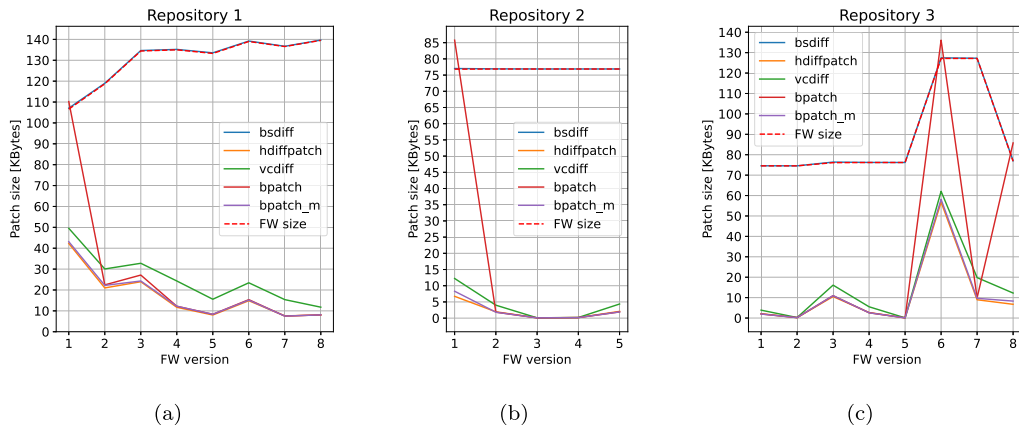 Repository 1
Patch size [KBytes]
140
130
120
110
100
90
80
70
60
50
40
30
20
10
0
bsdiff
hdiffpatch
vcdiff
bpatch
bpatch_m
FW size
1 2 3 4 5 6 7 8
FW version
(a)
Repository 2
Patch size [KBytes]
85
80
75
70
65
60
55
50
45
40
35
30
25
20
15
10
5
0
bsdiff
hdiffpatch
vcdiff
bpatch
bpatch_m
FW size
1 2 3 4 5
FW version
(b)
Repository 3
Patch size [KBytes]
140
130
120
110
100
90
80
70
60
50
40
30
20
10
0
bsdiff
hdiffpatch
vcdiff
bpatch
bpatch_m
FW size
1 2 3 4 5 6 7 8
FW version
(c)